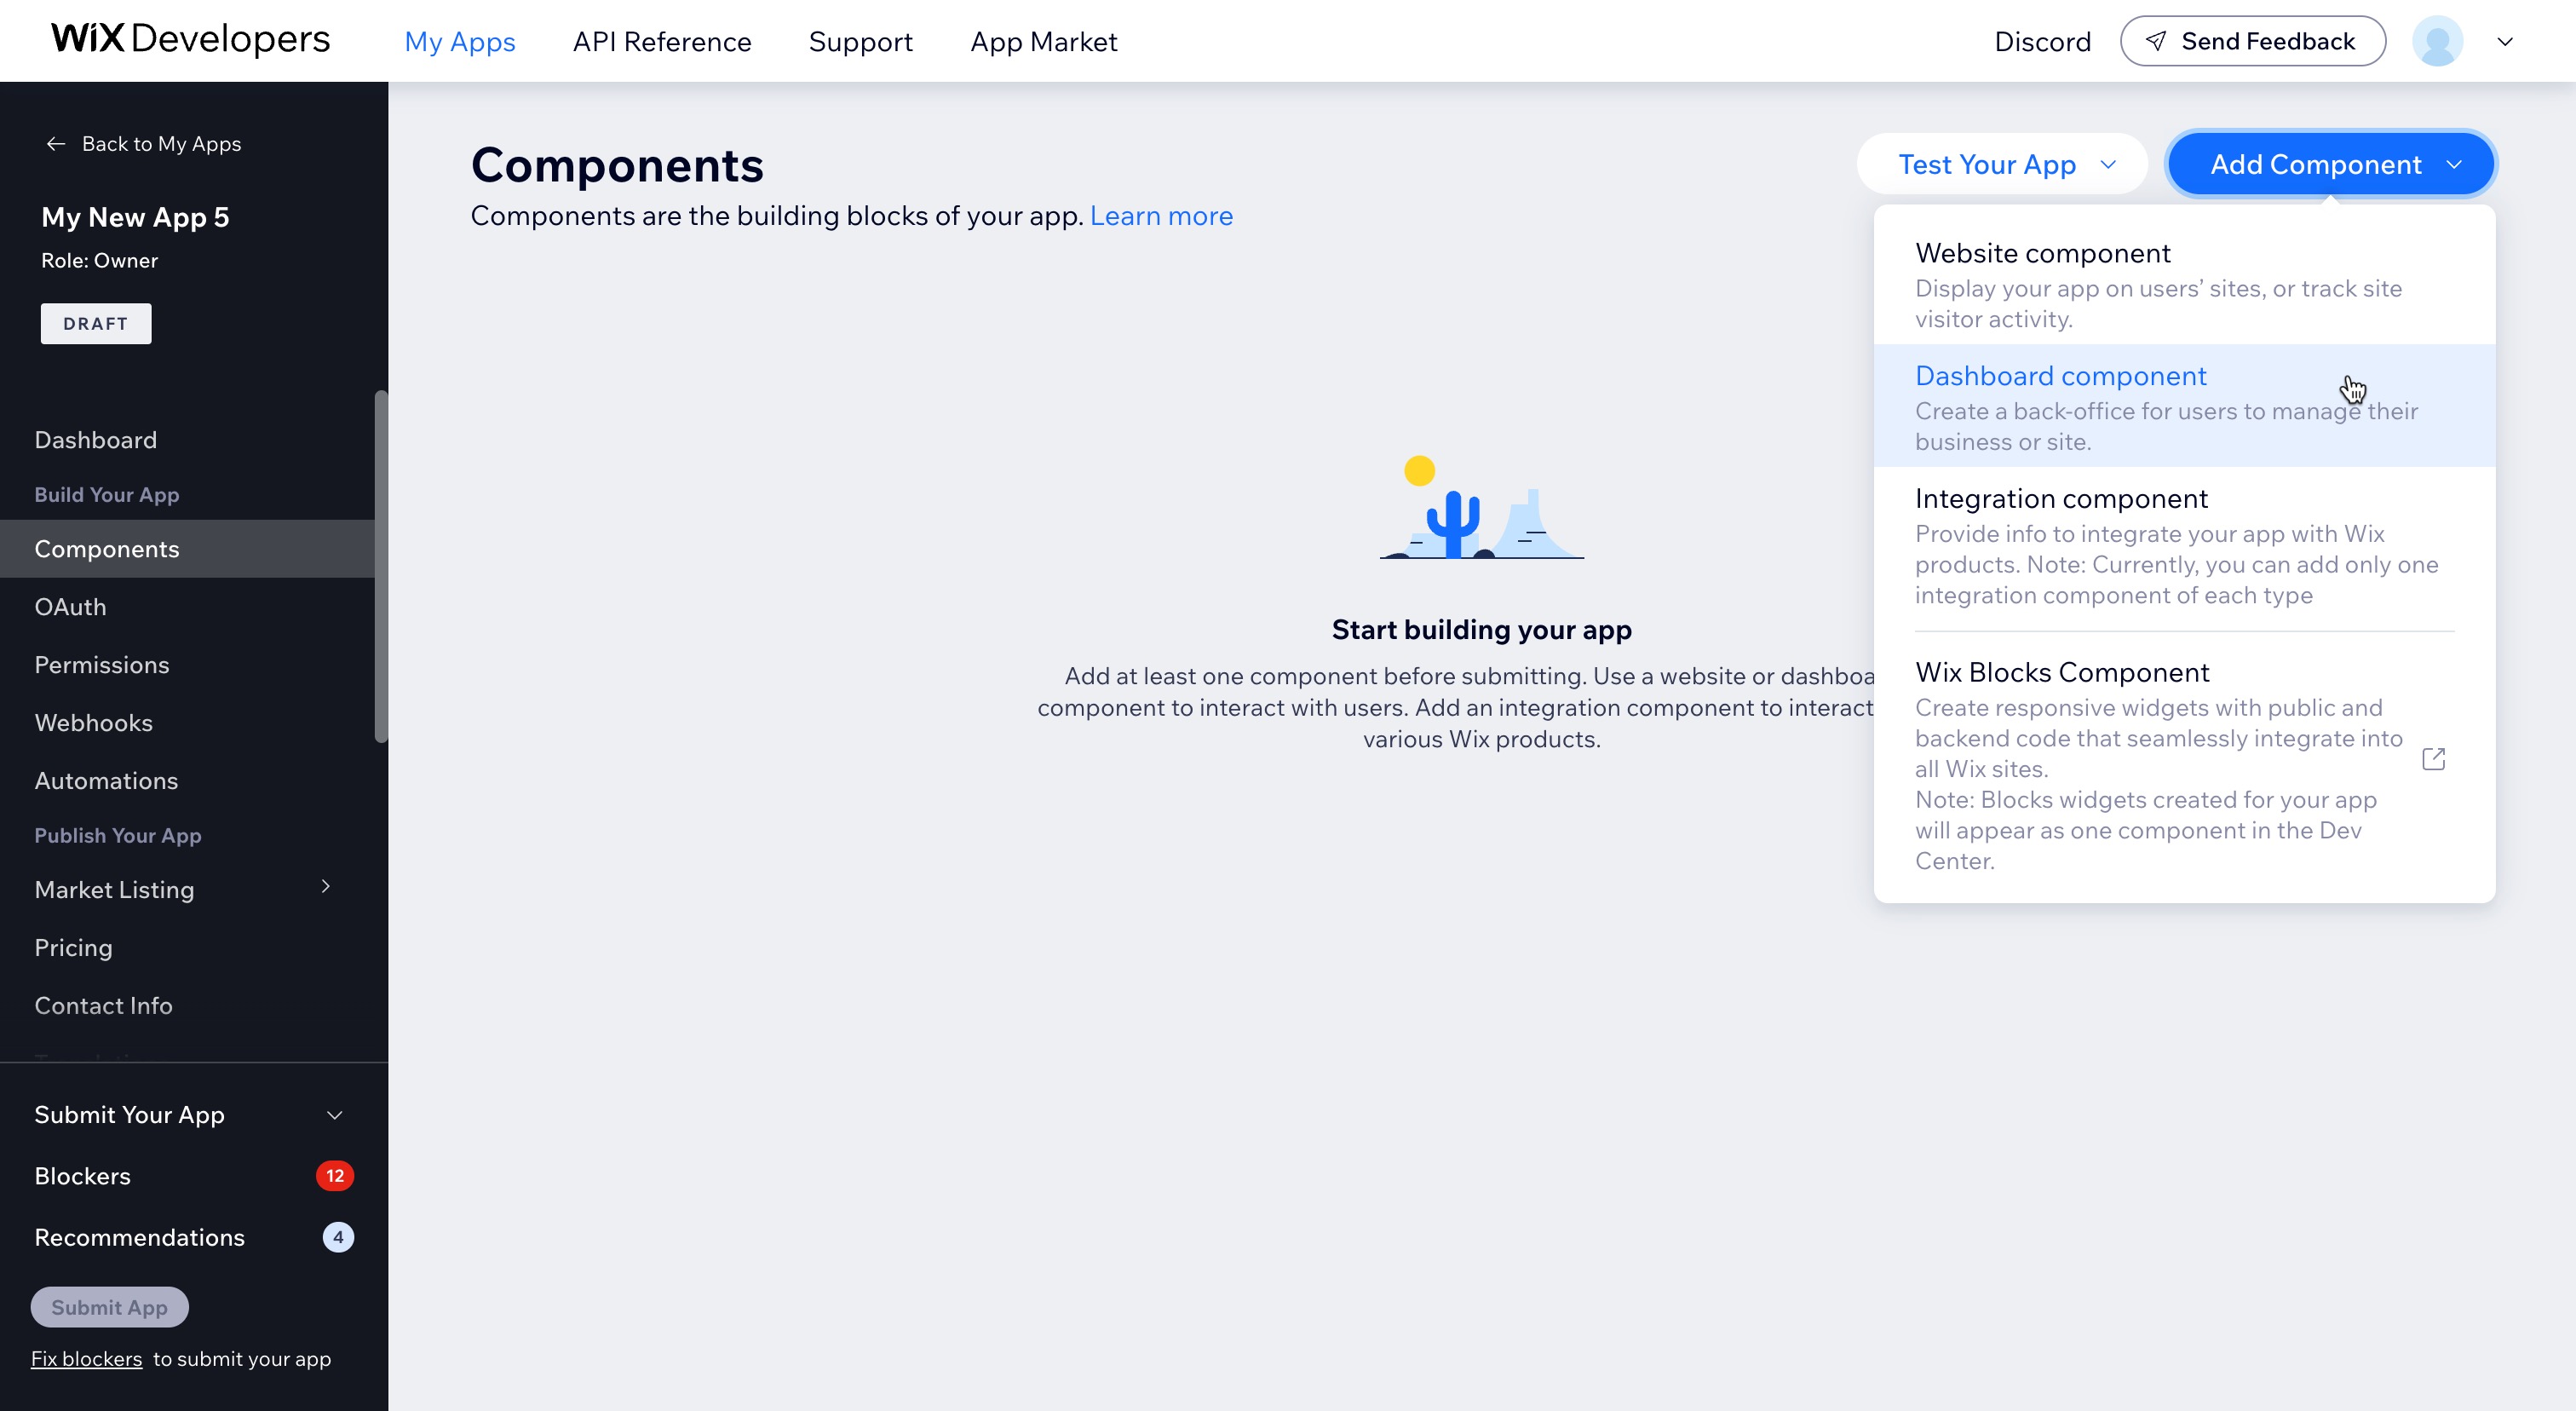 WiX Developers
My Apps
API Reference
Support
App Market
Discord
Send Feedback
Back to My Apps
My New App 5
Role: Owner
DRAFT
Dashboard
Build Your App
Components
OAuth
Permissions
Webhooks
Automations
Publish Your App
Market Listing
Pricing
Contact Info
Submit Your App
Blockers
12
Recommendations
4
Submit App
Fix blockers to submit your app
Components
Components are the building blocks of your app. Learn more
Test Your App
Add Component
Start building your app
Add at least one component before submitting. Use a website or dashboa
component to interact with users. Add an integration component to interact
various Wix products.
Website component
Display your app on users’ sites, or track site
visitor activity.
Dashboard component
Create a back-office for users to manage their
business or site.
Integration component
Provide info to integrate your app with Wix
products. Note: Currently, you can add only one
integration component of each type
Wix Blocks Component
Create responsive widgets with public and
backend code that seamlessly integrate into
all Wix sites.
Note: Blocks widgets created for your app
will appear as one component in the Dev
Center.